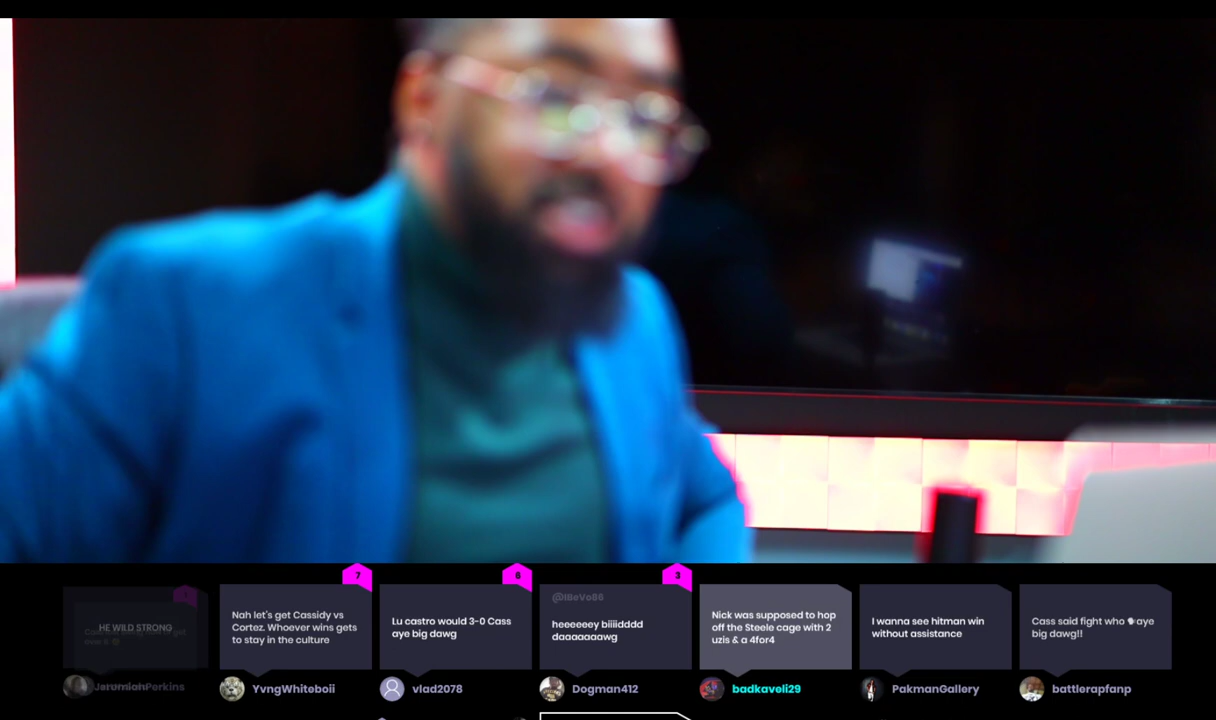 7
6
3
HE WILD STRONG
Nah let's get Cassidy vs
Cortez. Whoever wins gets
to stay in the culture
Lu castro would 3-0 Cass
aye big dawg
heeeeeey biiiidddd
daaaaaaawg
Nick was supposed to hop
off the Steele cage with 2
uzis & a 4for4
I wanna see hitman win
without assistance
Cass said fight who 🗣aye
big dawg!!
YvngWhiteboii
vlad2078
Dogman412
badkaveli29
PakmanGallery
battlerapfanp